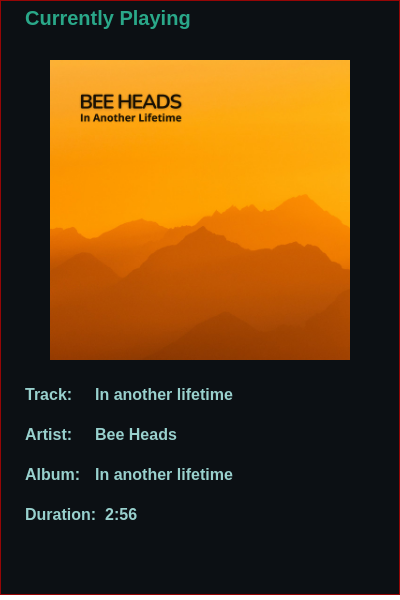 Currently Playing
BEE HEADS
In Another Lifetime
Track: In another lifetime
Artist: Bee Heads
Album: In another lifetime
Duration: 2:56